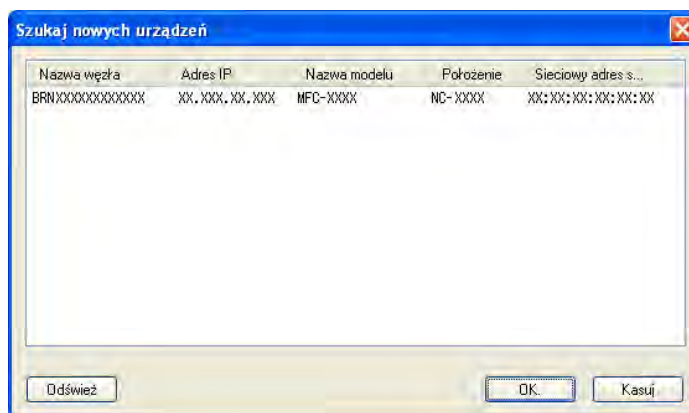 Szukaj nowych urządzeń
Nazwa węzła Adres IP Nazwa modelu Położenie Sieciowy adres s...
BRNXXXXXXXXXXXX XX.XXX.XX.XXX MFC-XXXX NC-XXXX XX:XX:XX:XX:XX:XX
Odśwież OK. Kasuj